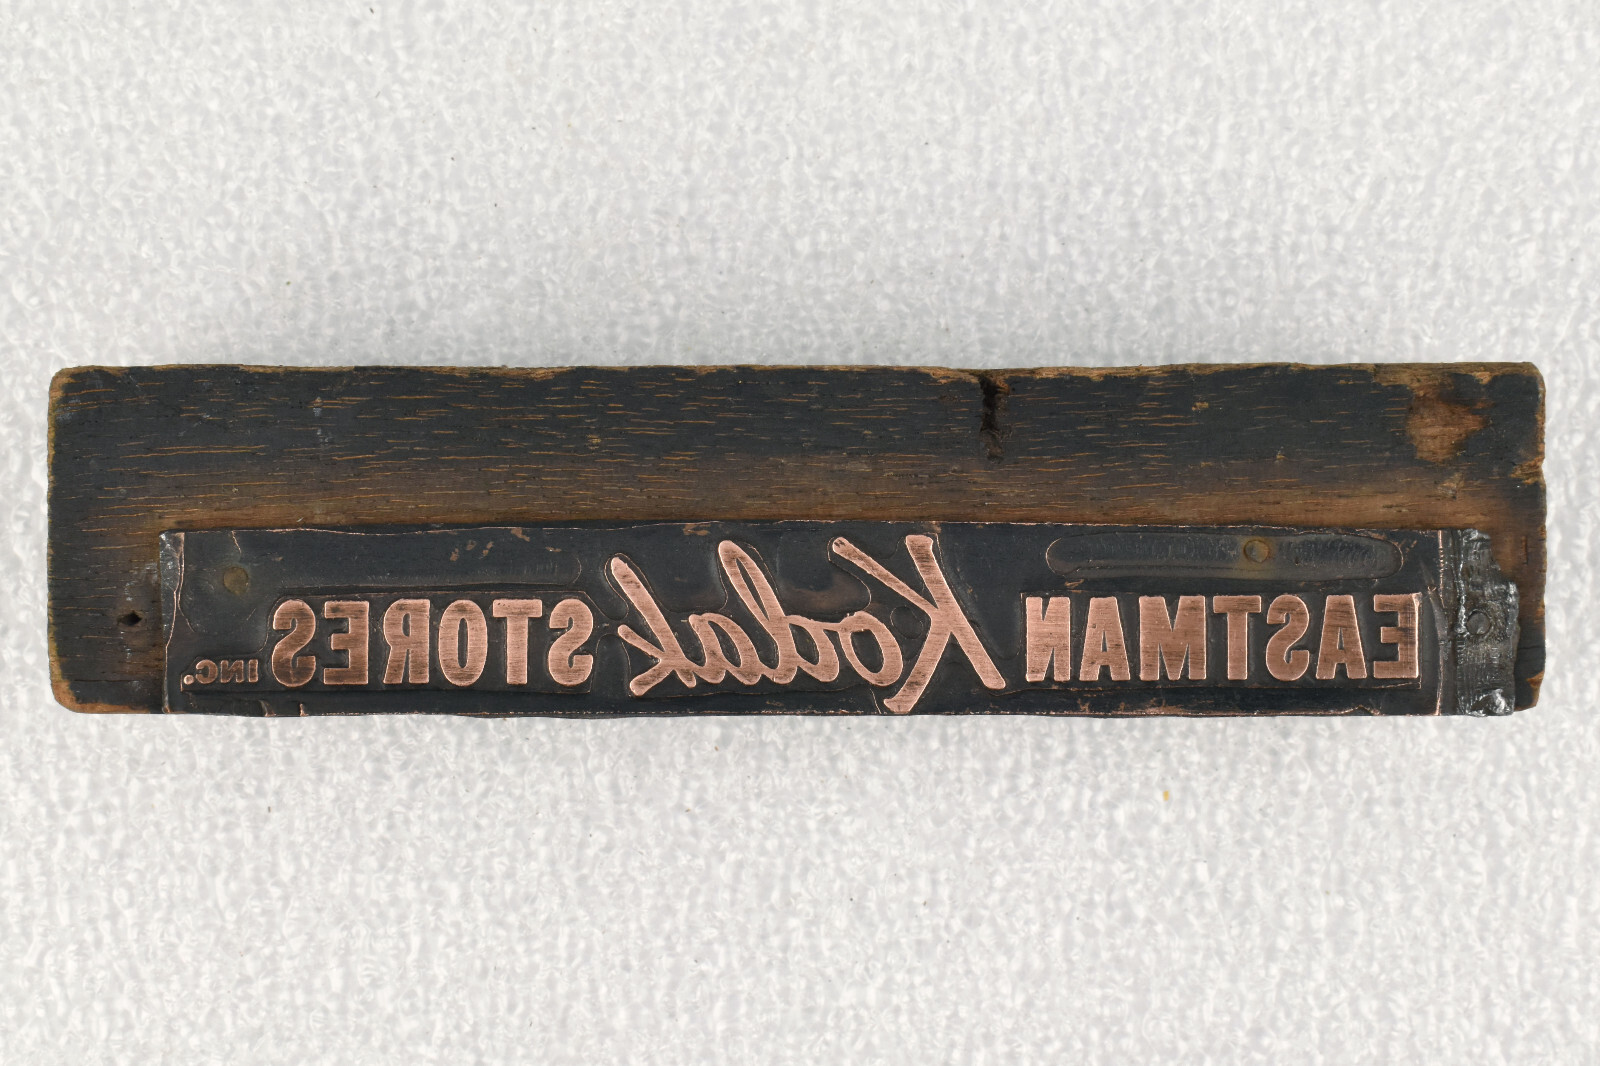 EASTMAN Kodak STORES INC.